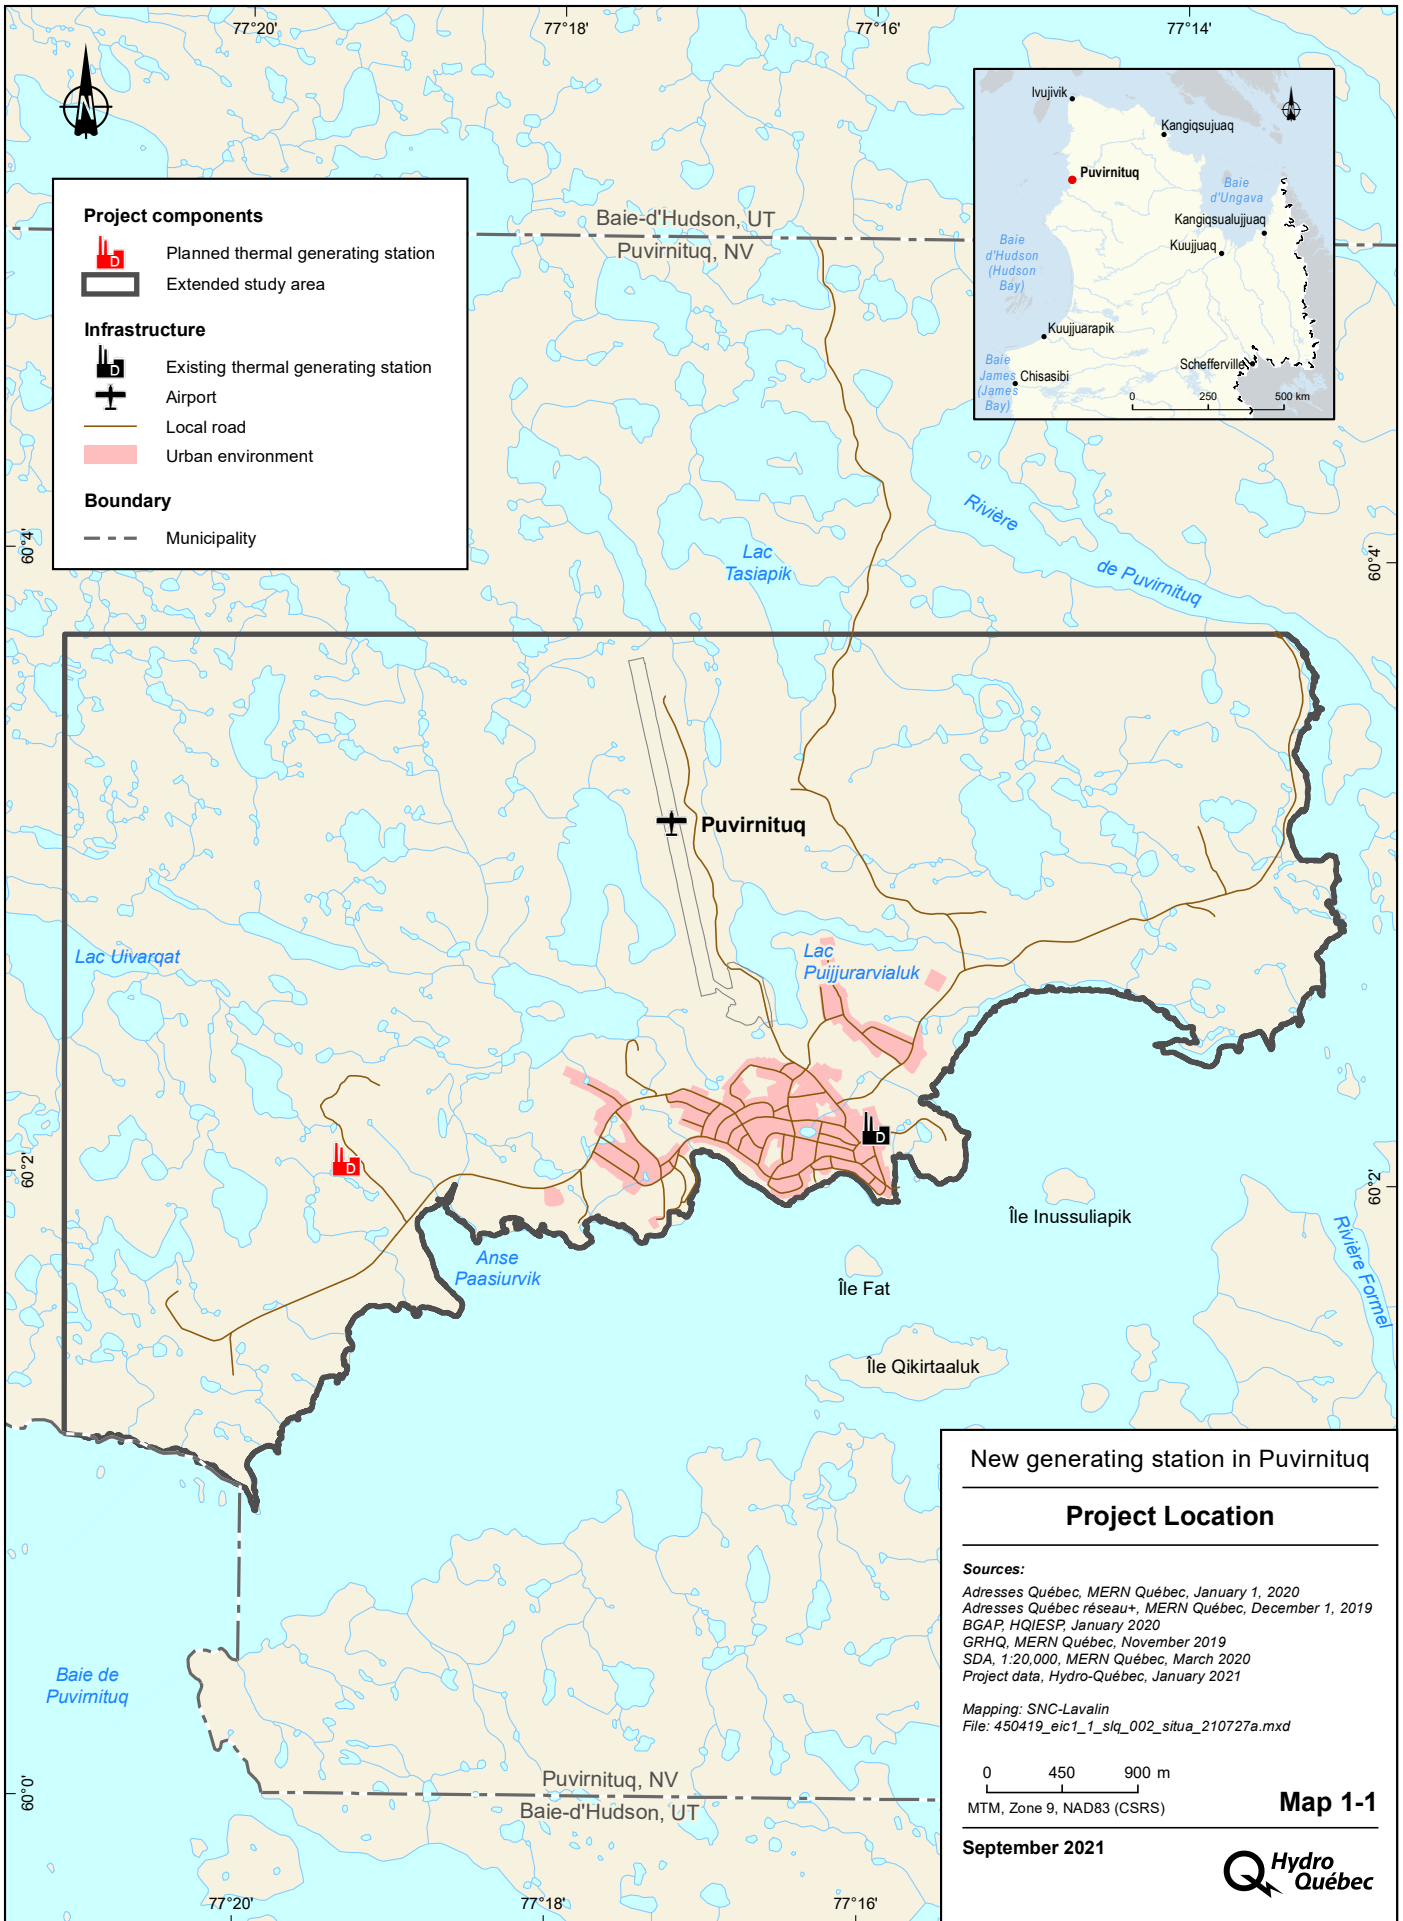 77°20'
77°18'
77°16'
77°14'
N
Ivujivik
Kangiqsujuaq
Puvirnituq
Baie
d'Ungava
Kangiqsualujjuaq
Kuujjuaq
Baie
d'Hudson
(Hudson
Bay)
Kuujjuarapik
Baie
James
(James
Bay)
Chisasibi
Schefferville
0 250 500 km
Project components
D Planned thermal generating station
Extended study area
Infrastructure
D Existing thermal generating station
Airport
Local road
Urban environment
Boundary
Municipality
Baie-d'Hudson, UT
Puvirnituq, NV
60°4'
60°4'
Rivière
de Puvirnituq
Lac
Tasiapik
Puvirnituq
Lac Uivarqat
Lac
Puijjurarvialuk
D
D
60°2'
60°2'
Île Inussuliapik
Rivière Formel
Anse
Paasiurvik
Île Fat
Île Qikirtaaluk
Baie de
Puvirnituq
60°0'
Puvirnituq, NV
Baie-d'Hudson, UT
77°20'
77°18'
77°16'
New generating station in Puvirnituq
Project Location
Sources:
Adresses Québec, MERN Québec, January 1, 2020
Adresses Québec réseau+, MERN Québec, December 1, 2019
BGAP, HQIESP, January 2020
GRHQ, MERN Québec, November 2019
SDA, 1:20,000, MERN Québec, March 2020
Project data, Hydro-Québec, January 2021
Mapping: SNC-Lavalin
File: 450419_eic1_1_slq_002_situa_210727a.mxd
0 450 900 m
MTM, Zone 9, NAD83 (CSRS)
Map 1-1
September 2021
Hydro
Québec